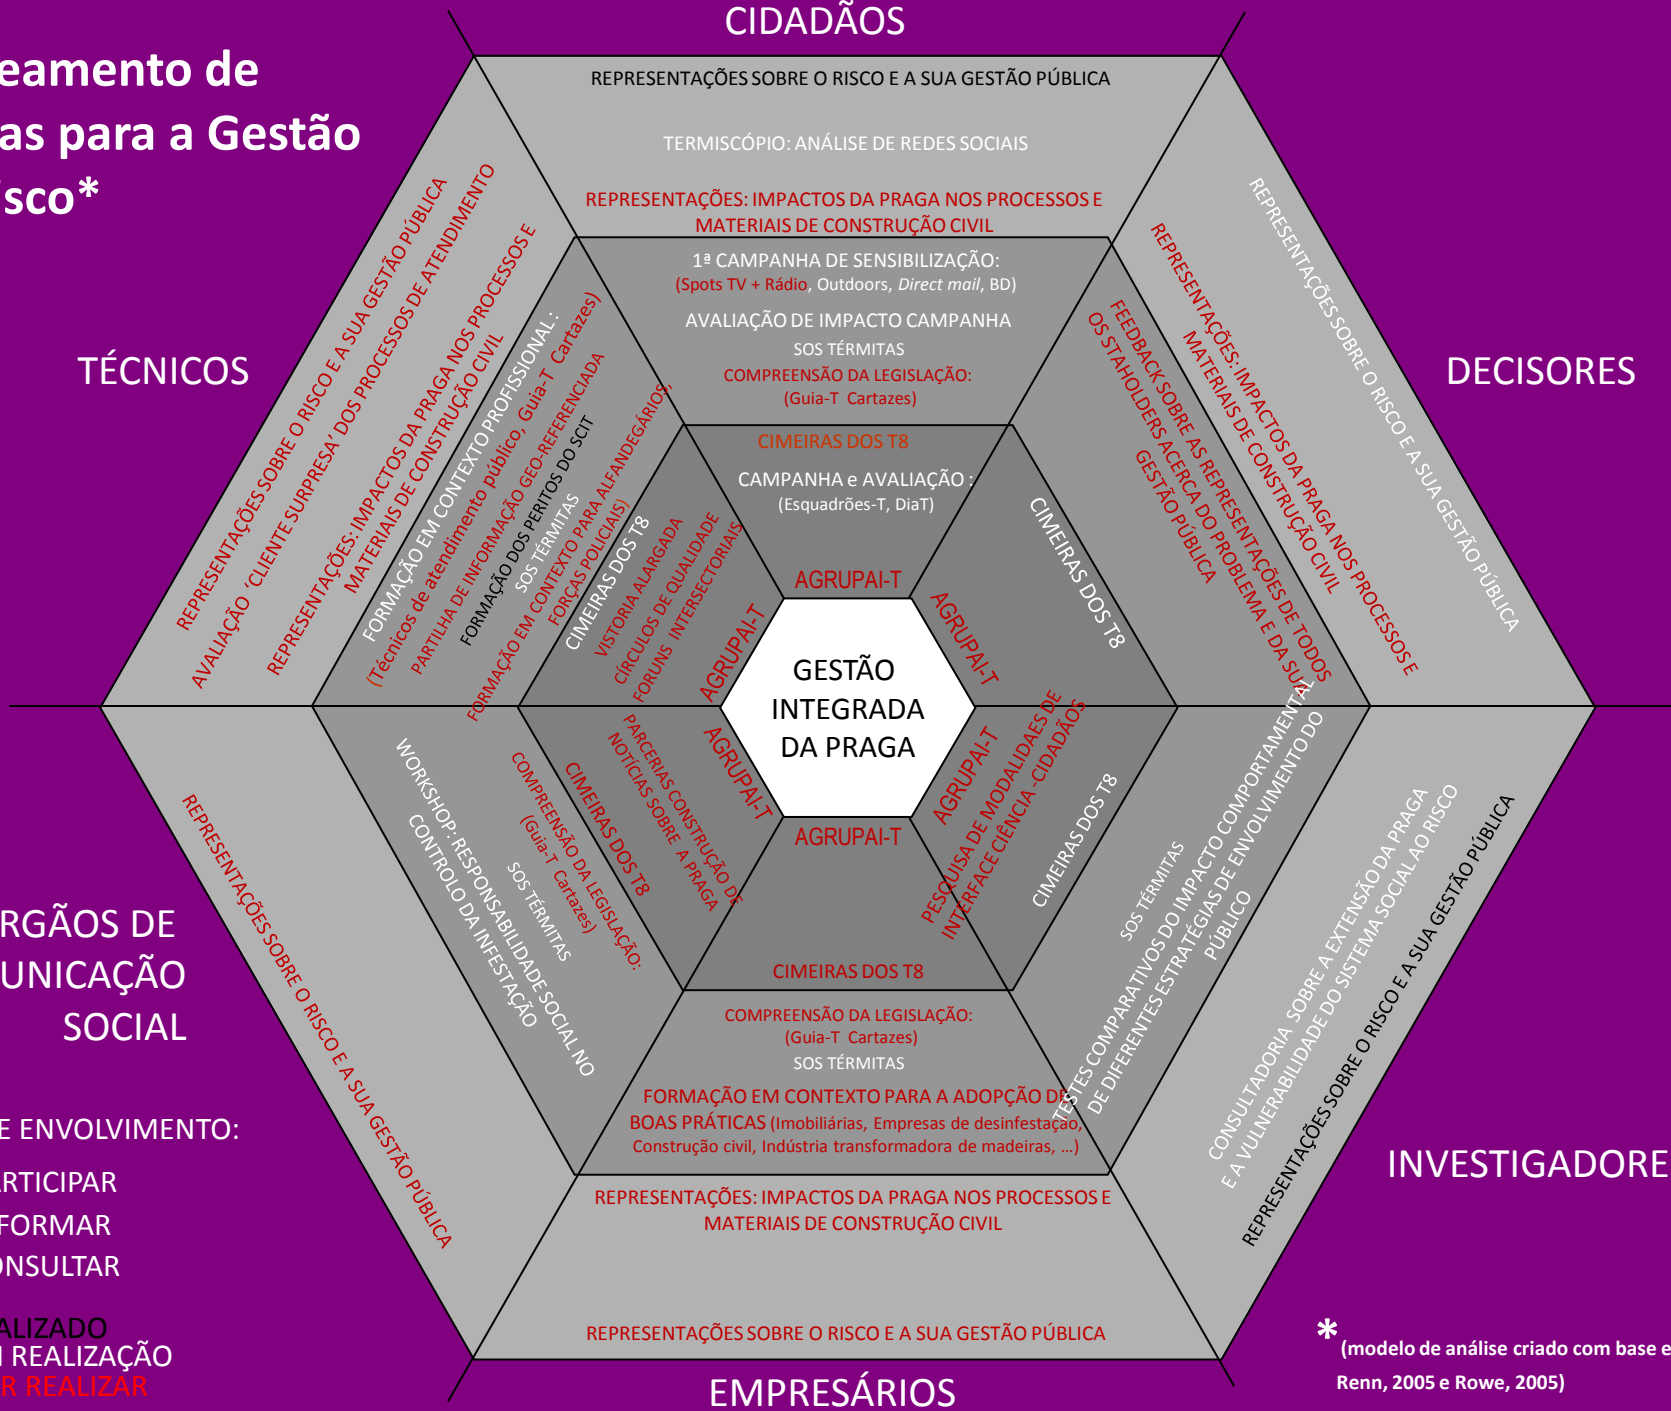 eamento de
as para a Gestão
isco*
CIDADÃOS
REPRESENTAÇÕES SOBRE O RISCO E A SUA GESTÃO PÚBLICA
TERMISCÓPIO: ANÁLISE DE REDES SOCIAIS
REPRESENTAÇÕES: IMPACTOS DA PRAGA NOS PROCESSOS E
MATERIAIS DE CONSTRUÇÃO CIVIL
1ª CAMPANHA DE SENSIBILIZAÇÃO:
(Spots TV + Rádio, Outdoors, Direct mail, BD)
AVALIAÇÃO DE IMPACTO CAMPANHA
SOS TÉRMITAS
COMPREENSÃO DA LEGISLAÇÃO:
(Guia-T Cartazes)
CIMEIRAS DOS T8
CAMPANHA e AVALIAÇÃO :
(Esquadrões-T, DiaT)
AGRUPAI-T
TÉCNICOS
REPRESENTAÇÕES SOBRE O RISCO E A SUA GESTÃO PÚBLICA
AVALIAÇÃO ‘CLIENTE SURPRESA’ DOS PROCESSOS DE ATENDIMENTO
REPRESENTAÇÕES: IMPACTOS DA PRAGA NOS PROCESSOS E
MATERIAIS DE CONSTRUÇÃO CIVIL
FORMAÇÃO EM CONTEXTO PROFISSIONAL :
(Técnicos de atendimento público, Guia-T Cartazes)
PARTILHA DE INFORMAÇÃO GEO-REFERENCIADA
FORMAÇÃO DOS PERITOS DO SCIT
SOS TÉRMITAS
FORMAÇÃO EM CONTEXTO PARA ALFANDEGÁRIOS,
FORÇAS POLICIAIS)
CIMEIRAS DOS T8
VISTORIA ALARGADA
CÍRCULOS DE QUALIDADE
FORUNS INTERSECTORIAIS
AGRUPAI-T
DECISORES
REPRESENTAÇÕES SOBRE O RISCO E A SUA GESTÃO PÚBLICA
REPRESENTAÇÕES: IMPACTOS DA PRAGA NOS PROCESSOS E
MATERIAIS DE CONSTRUÇÃO CIVIL
FEEDBACK SOBRE AS REPRESENTAÇÕES DE TODOS
OS STAHOLDERS ACERCA DO PROBLEMA E DA SUA
GESTÃO PÚBLICA
CIMEIRAS DOS T8
AGRUPAI-T
GESTÃO
INTEGRADA
DA PRAGA
RGÃOS DE
UNICAÇÃO
SOCIAL
REPRESENTAÇÕES SOBRE O RISCO E A SUA GESTÃO PÚBLICA
WORKSHOP: RESPONSABILIDADE SOCIAL NO
CONTROLO DA INFESTAÇÃO
SOS TÉRMITAS
COMPREENSÃO DA LEGISLAÇÃO:
(Guia-T Cartazes)
CIMEIRAS DOS T8
PARCERIAS CONSTRUÇÃO DE
NOTÍCIAS SOBRE A PRAGA
AGRUPAI-T
INVESTIGADORE
AGRUPAI-T
PESQUISA DE MODALIDAES DE
INTERFACE CIÊNCIA -CIDADÃOS
CIMEIRAS DOS T8
SOS TÉRMITAS
TESTES COMPARATIVOS DO IMPACTO COMPORTAMENTAL
DE DIFERENTES ESTRATÉGIAS DE ENVOLVIMENTO DO
PÚBLICO
CONSULTADORIA SOBRE A EXTENSÃO DA PRAGA
E A VULNERABILIDADE DO SISTEMA SOCIAL AO RISCO
REPRESENTAÇÕES SOBRE O RISCO E A SUA GESTÃO PÚBLICA
AGRUPAI-T
CIMEIRAS DOS T8
COMPREENSÃO DA LEGISLAÇÃO:
(Guia-T Cartazes)
SOS TÉRMITAS
FORMAÇÃO EM CONTEXTO PARA A ADOPÇÃO DE
BOAS PRÁTICAS (Imobiliárias, Empresas de desinfestação,
Construção civil, Indústria transformadora de madeiras, ...)
REPRESENTAÇÕES: IMPACTOS DA PRAGA NOS PROCESSOS E
MATERIAIS DE CONSTRUÇÃO CIVIL
REPRESENTAÇÕES SOBRE O RISCO E A SUA GESTÃO PÚBLICA
EMPRESÁRIOS
E ENVOLVIMENTO:
ARTICIPAR
FORMAR
ONSULTAR
ALIZADO
M REALIZAÇÃO
R REALIZAR
*(modelo de análise criado com base e
Renn, 2005 e Rowe, 2005)